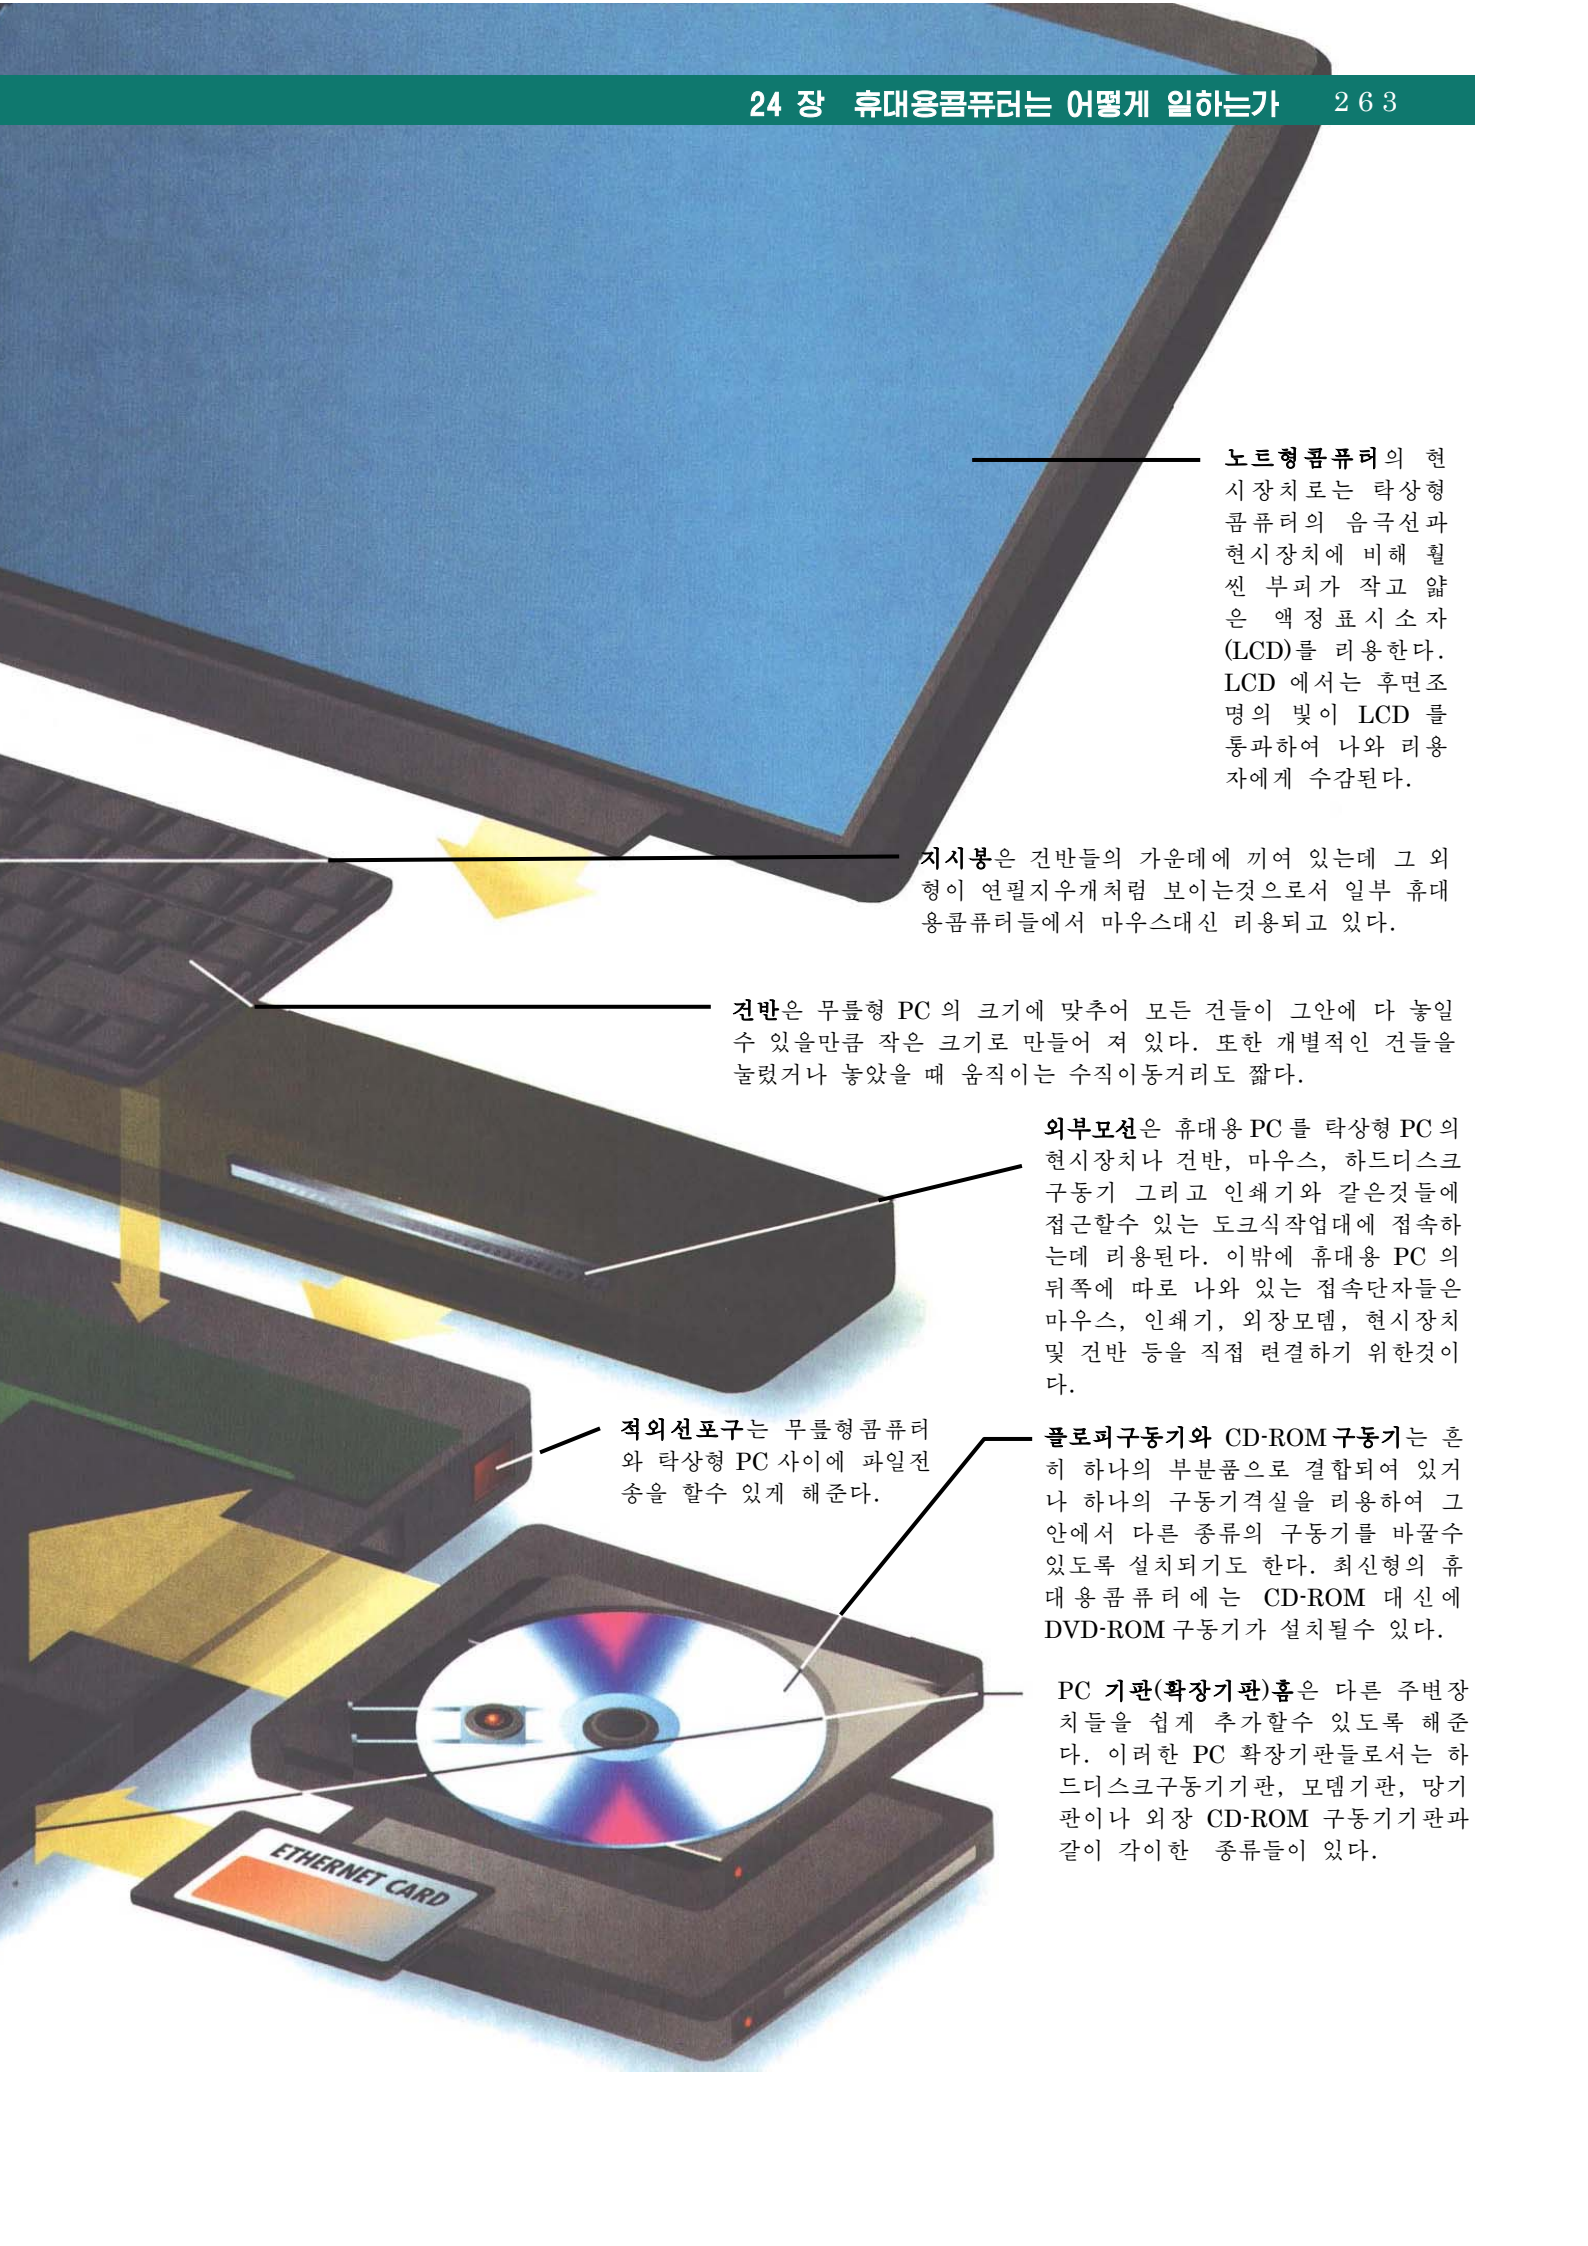 24 장 휴대용콤퓨터는 어떻게 일하는가 263
노트형콤퓨터의 현
시장치로는 탁상형
콤퓨터의 음극선과
현시장치에 비해 훨
씬 부피가 작고 얇
은 액정표시소자
(LCD)를 리용한다.
LCD 에서는 후면조
명의 빛이 LCD 를
통과하여 나와 리용
자에게 수감된다.
지시봉은 건반들의 가운데에 끼여 있는데 그 외
형이 연필지우개처럼 보이는것으로서 일부 휴대
용콤퓨터들에서 마우스대신 리용되고 있다.
건반은 무릎형 PC 의 크기에 맞추어 모든 건들이 그안에 다 놓일
수 있을만큼 작은 크기로 만들어 져 있다. 또한 개별적인 건들을
눌렀거나 놓았을 때 움직이는 수직이동거리도 짧다.
외부모선은 휴대용 PC 를 탁상형 PC 의
현시장치나 건반, 마우스, 하드디스크
구동기 그리고 인쇄기와 같은것들에
접근할수 있는 도크식작업대에 접속하
는데 리용된다. 이밖에 휴대용 PC 의
뒤쪽에 따로 나와 있는 접속단자들은
마우스, 인쇄기, 외장모뎀, 현시장치
및 건반 등을 직접 련결하기 위한것이
다.
적외선포구는 무릎형콤퓨터
와 탁상형 PC 사이에 파일전
송을 할수 있게 해준다.
플로피구동기와 CD-ROM 구동기는 흔
히 하나의 부분품으로 결합되여 있거
나 하나의 구동기격실을 리용하여 그
안에서 다른 종류의 구동기를 바꿀수
있도록 설치되기도 한다. 최신형의 휴
대용콤퓨터에는 CD-ROM 대신에
DVD-ROM 구동기가 설치될수 있다.
PC 기판(확장기판)홈은 다른 주변장
치들을 쉽게 추가할수 있도록 해준
다. 이러한 PC 확장기판들로서는 하
드디스크구동기기판, 모뎀기판, 망기
판이나 외장 CD-ROM 구동기기판과
같이 각이한 종류들이 있다.
ETHERNET CARD